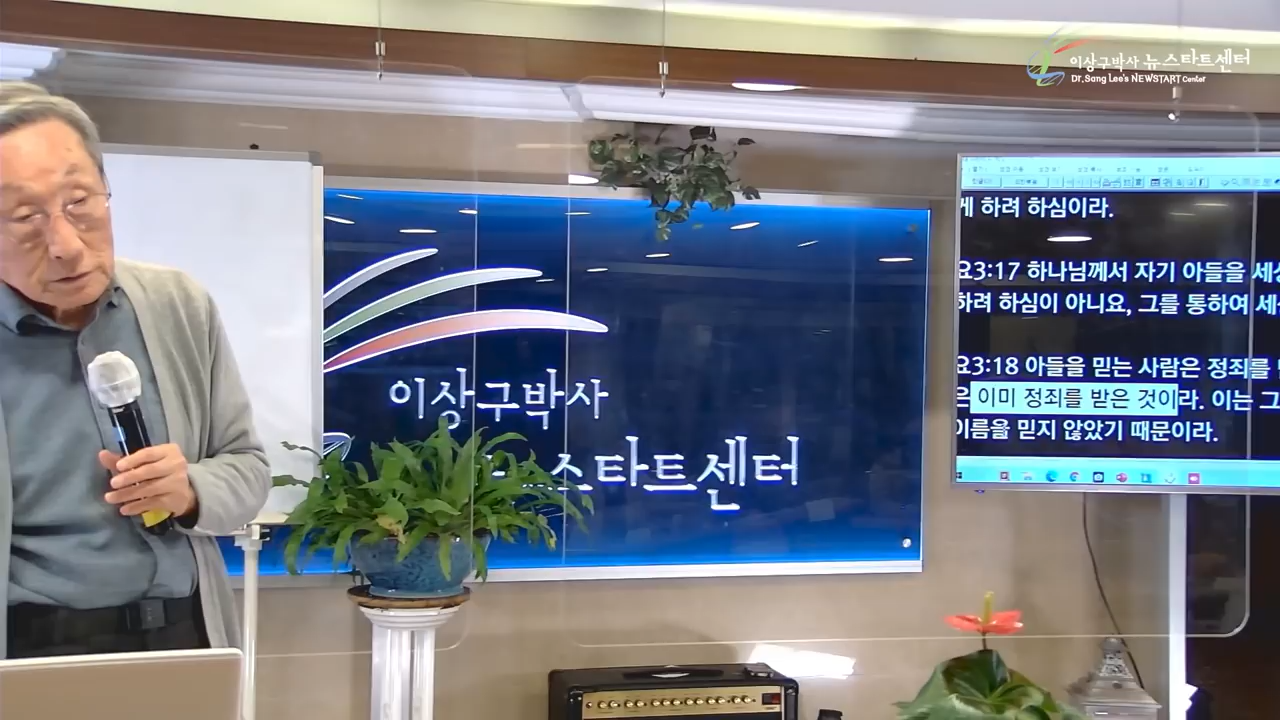 이상구박사 뉴스타트센터
Dr. Sang Lee's NEWSTART Center
이상구박사
스타트센터
게 하려 하심이라.
요3:17 하나님께서 자기 아들을 세상
하려 하심이 아니요, 그를 통하여 세
요3:18 아들을 믿는 사람은 정죄를
은 이미 정죄를 받은 것이라. 이는 그
이름을 믿지 않았기 때문이라.